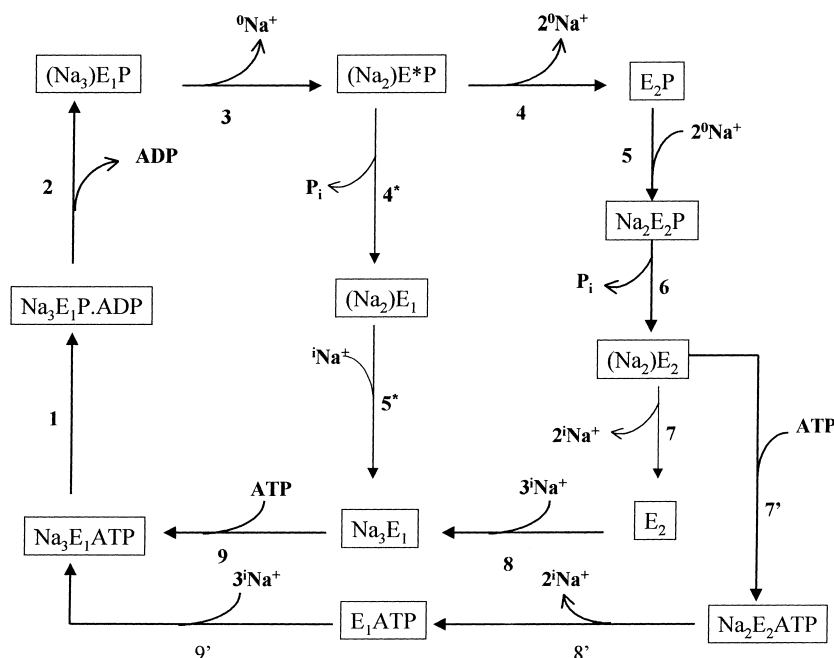 ⁰Na⁺ 2⁰Na⁺
(Na₃)E₁P (Na₂)E*P E₂P
3 4
5 2⁰Na⁺
ADP
2 Pᵢ 4*
Na₂E₂P
Pᵢ 6
Na₃E₁P.ADP (Na₂)E₁
(Na₂)E₂
ⁱNa⁺
1 5*
2ⁱNa⁺ 7 ATP
ATP 3ⁱNa⁺
7’
Na₃E₁ATP Na₃E₁ E₂
9 8
3ⁱNa⁺ 2ⁱNa⁺
E₁ATP Na₂E₂ATP
9’ 8’